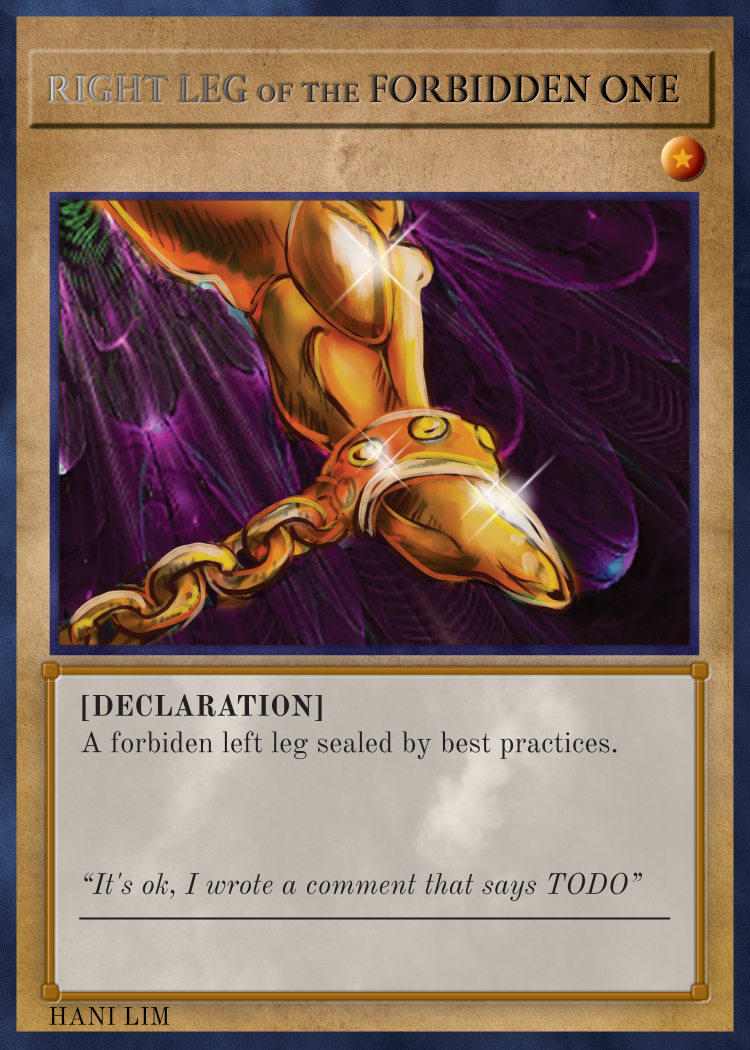 RIGHT LEG OF THE FORBIDDEN ONE
[DECLARATION]
A forbiden left leg sealed by best practices.
“It's ok, I wrote a comment that says TODO”
HANI LIM